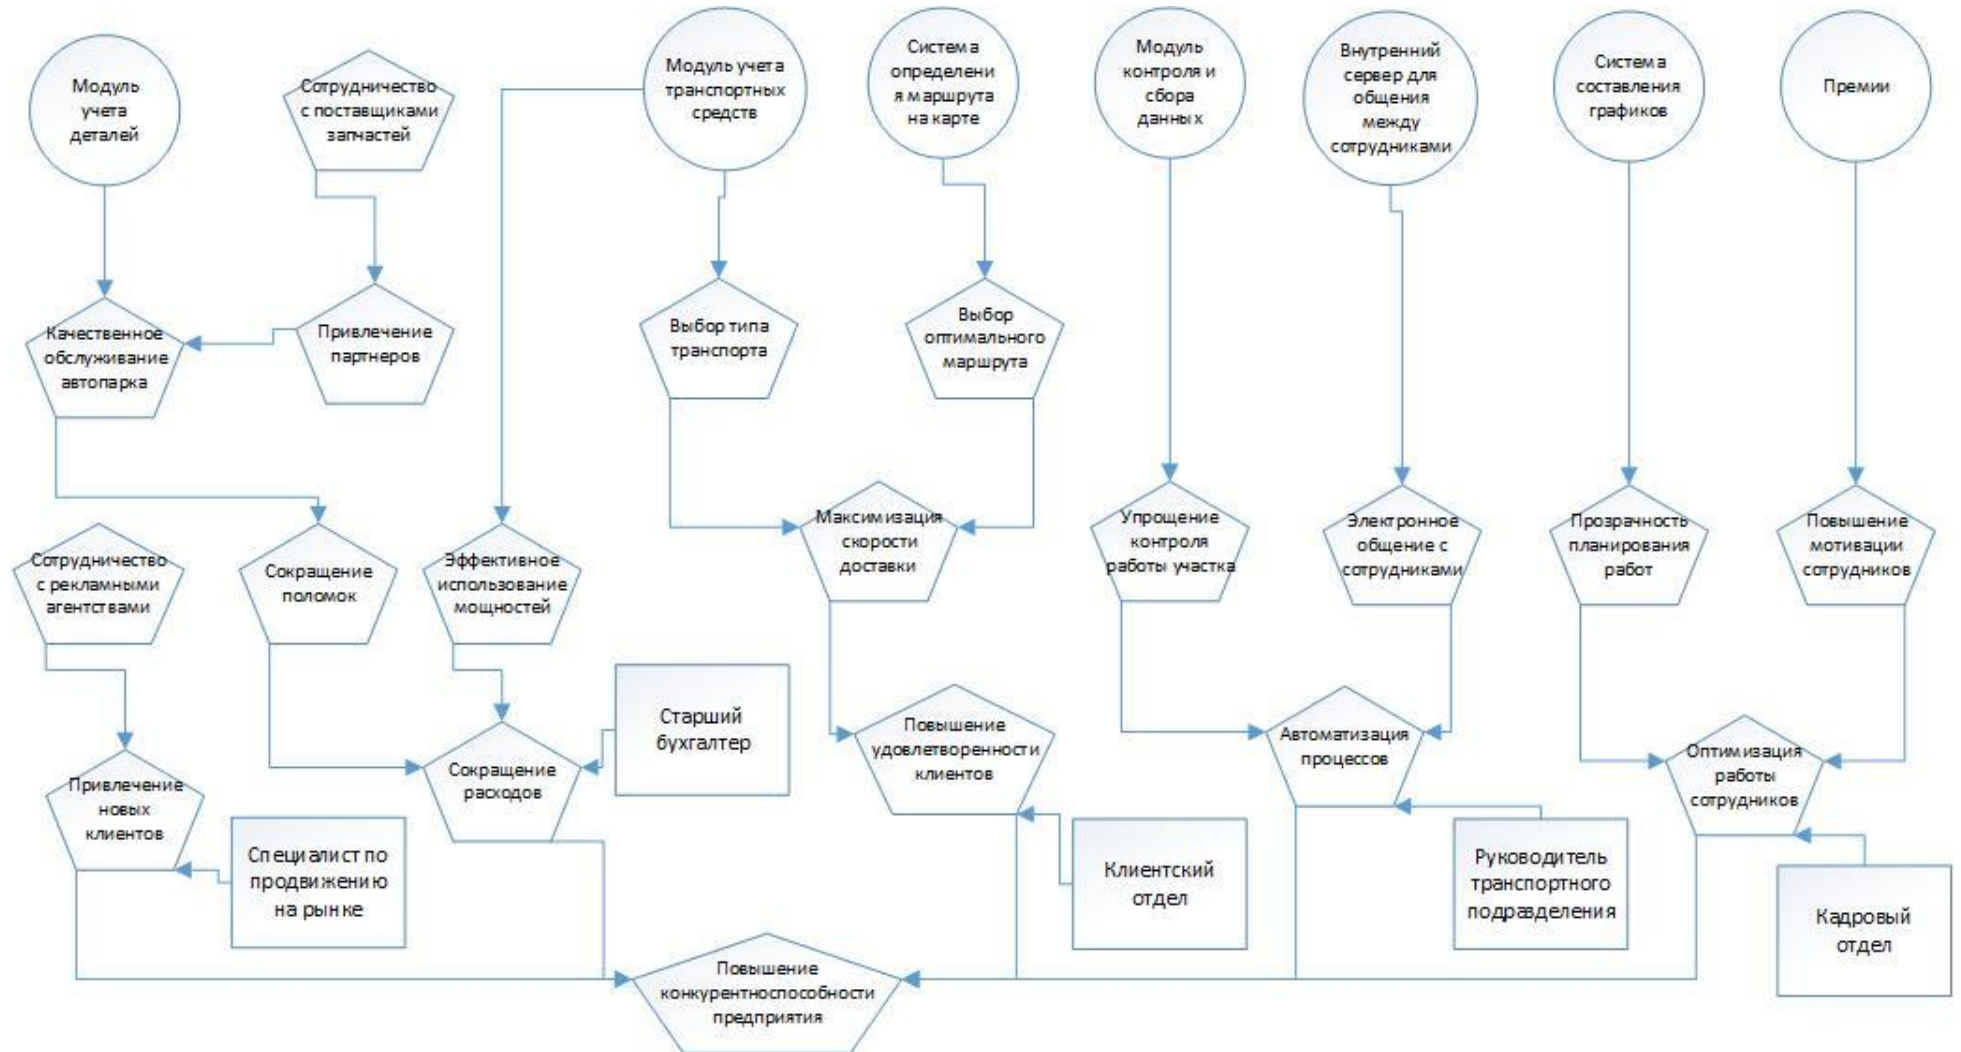 Модуль
учета
деталей
Сотрудничество
с поставщиками
запчастей
Модуль учета
транспортных
средств
Система
определени
я маршрута
на карте
Модуль
контроля и
сбора
данных
Внутренний
сервер для
общения
между
сотрудниками
Система
составления
графиков
Премии
Качественное
обслуживание
автопарка
Привлечение
партнеров
Выбор типа
транспорта
Выбор
оптимального
маршрута
Сотрудничество
с рекламными
агентствами
Сокращение
поломок
Эффективное
использование
мощностей
Максимизация
скорости
доставки
Упрощение
контроля
работы участка
Электронное
общение с
сотрудниками
Прозрачность
планирования
работ
Повышение
мотивации
сотрудников
Привлечение
новых
клиентов
Сокращение
расходов
Старший
бухгалтер
Повышение
удовлетворенности
клиентов
Автоматизация
процессов
Оптимизация
работы
сотрудников
Специалист по
продвижению
на рынке
Клиентский
отдел
Руководитель
транспортного
подразделения
Кадровый
отдел
Повышение
конкурентноспособности
предприятия